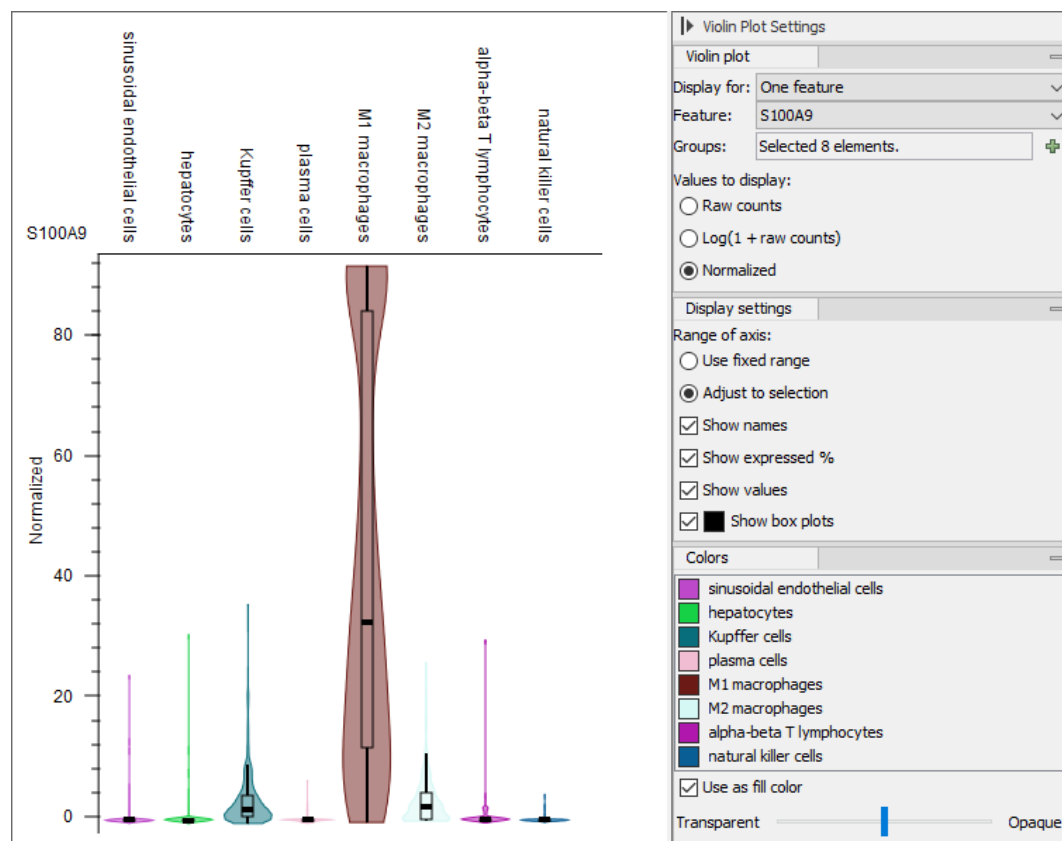 sinusoidal endothelial cells
hepatocytes
Kupffer cells
plasma cells
M1 macrophages
M2 macrophages
alpha-beta T lymphocytes
natural killer cells
S100A9
80
60
40
20
0
Normalized
Violin Plot Settings
Violin plot
Display for: One feature
Feature: S100A9
Groups: Selected 8 elements.
Values to display:
Raw counts
Log(1 + raw counts)
Normalized
Display settings
Range of axis:
Use fixed range
Adjust to selection
Show names
Show expressed %
Show values
Show box plots
Colors
sinusoidal endothelial cells
hepatocytes
Kupffer cells
plasma cells
M1 macrophages
M2 macrophages
alpha-beta T lymphocytes
natural killer cells
Use as fill color
Transparent Opaque